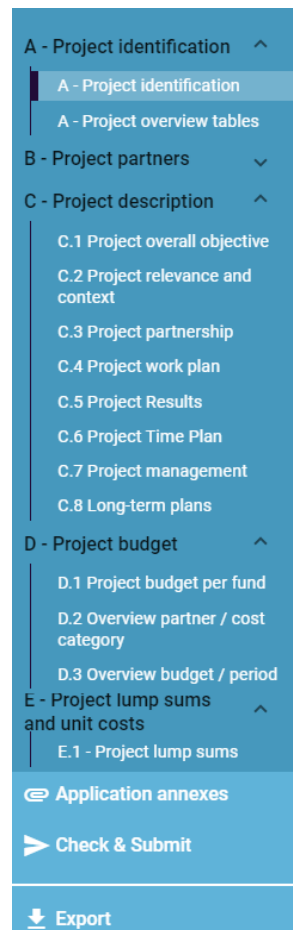 A - Project identification
A - Project identification
A - Project overview tables
B - Project partners
C - Project description
C.1 Project overall objective
C.2 Project relevance and
context
C.3 Project partnership
C.4 Project work plan
C.5 Project Results
C.6 Project Time Plan
C.7 Project management
C.8 Long-term plans
D - Project budget
D.1 Project budget per fund
D.2 Overview partner / cost
category
D.3 Overview budget / period
E - Project lump sums
and unit costs
E.1 - Project lump sums
Application annexes
Check & Submit
Export